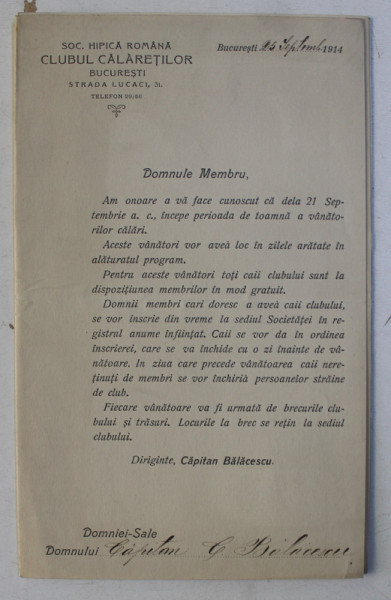 SOC. HIPICĂ ROMÂNĂ
CLUBUL CĂLĂREȚILOR
BUCUREȘTI
STRADA LUCACI, 21.
TELEFON 20/80
București 25 Septemb 1914
Domnule Membru,
Am onoare a vă face cunoscut că dela 21 Sep-
tembrie a. c., începe perioada de toamnă a vânăto-
rilor călări.
Aceste vânători vor aveà loc în zilele arătate în
alăturatul program.
Pentru aceste vânători toți caii clubului sunt la
dispozițiunea membrilor în mod gratuit.
Domnii membri cari doresc a aveà caii clubului,
se vor înscrie din vreme la sediul Societăței în re-
gistrul anume înființat. Caii se vor da în ordinea
înscrierei, care se va închide cu o zi înainte de vâ-
nătoare. In ziua care precede vânătoarea caii nere-
ținuți de membri se vor închirià persoanelor străine
de club.
Fiecare vânătoare va fi urmată de brecurile clu-
bului și trăsuri. Locurile la brec se rețin la sediul
clubului.
Diriginte, Căpitan Bălăcescu.
Domniei-Sale
Domnului Căpitan C Bălăcescu